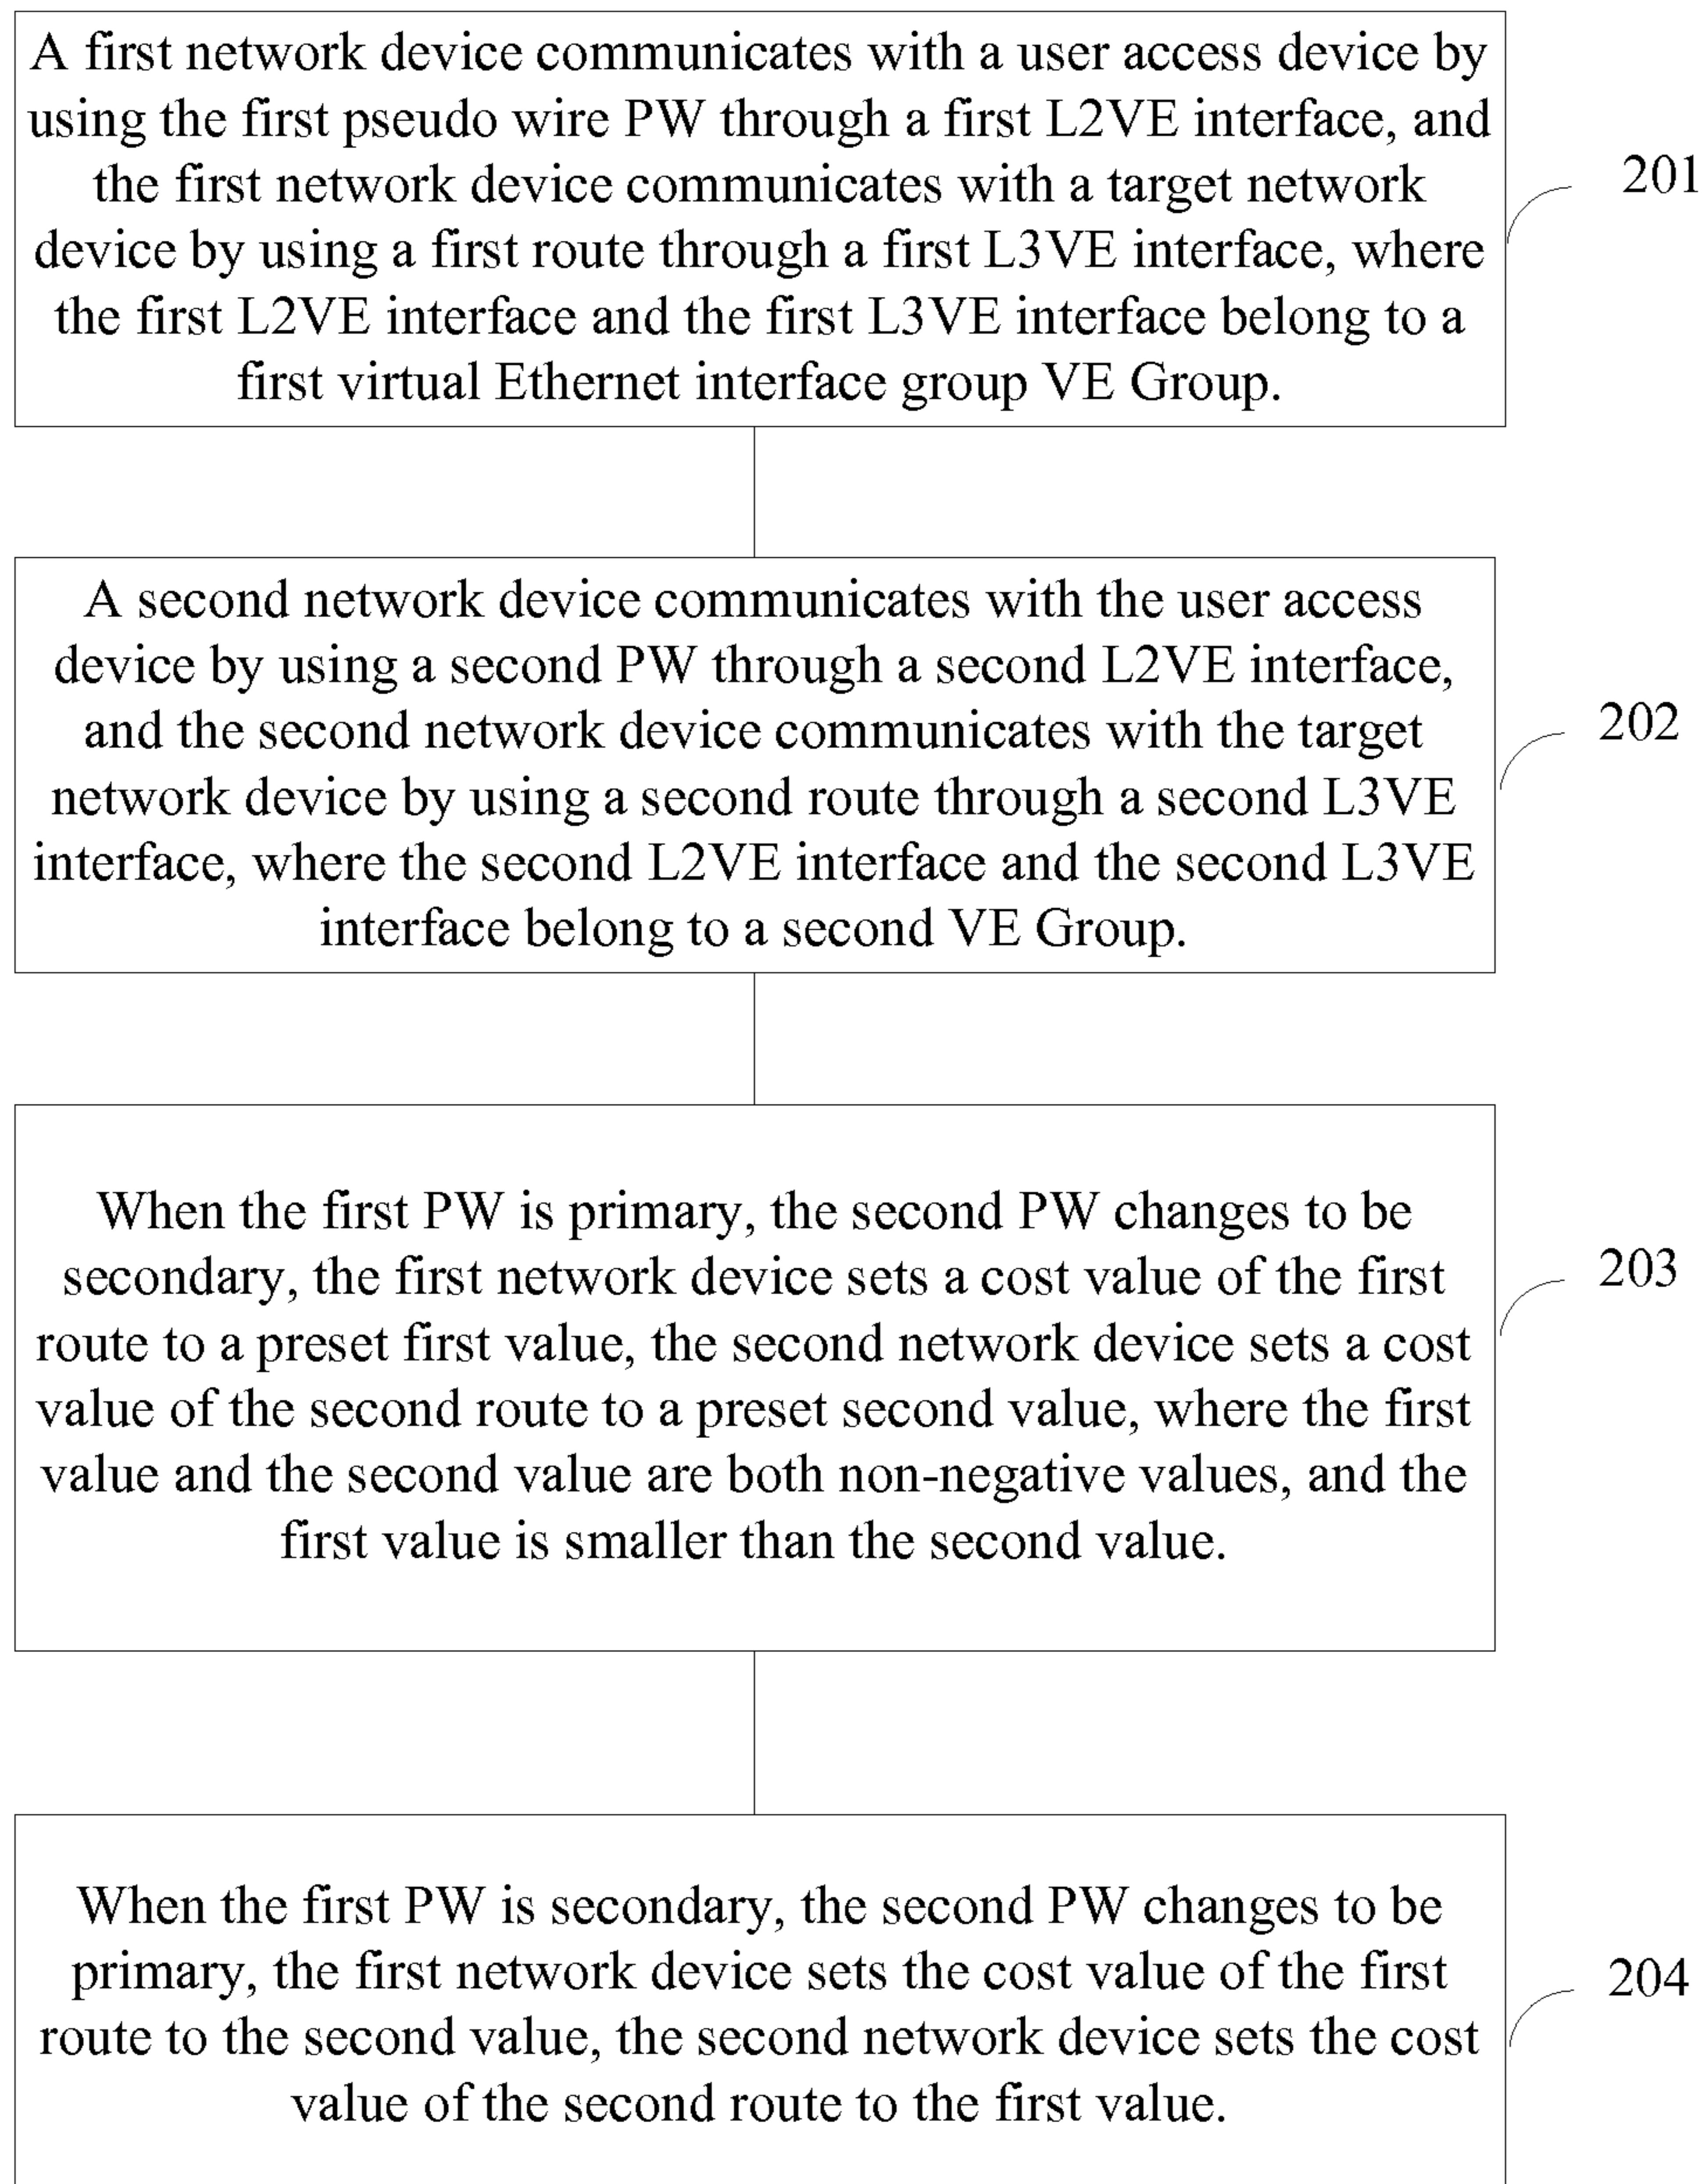 A first network device communicates with a user access device by
using the first pseudo wire PW through a first L2VE interface, and
the first network device communicates with a target network
device by using a first route through a first L3VE interface, where
the first L2VE interface and the first L3VE interface belong to a
first virtual Ethernet interface group VE Group.
201
A second network device communicates with the user access
device by using a second PW through a second L2VE interface,
and the second network device communicates with the target
network device by using a second route through a second L3VE
interface, where the second L2VE interface and the second L3VE
interface belong to a second VE Group.
202
When the first PW is primary, the second PW changes to be
secondary, the first network device sets a cost value of the first
route to a preset first value, the second network device sets a cost
value of the second route to a preset second value, where the first
value and the second value are both non-negative values, and the
first value is smaller than the second value.
203
When the first PW is secondary, the second PW changes to be
primary, the first network device sets the cost value of the first
route to the second value, the second network device sets the cost
value of the second route to the first value.
204